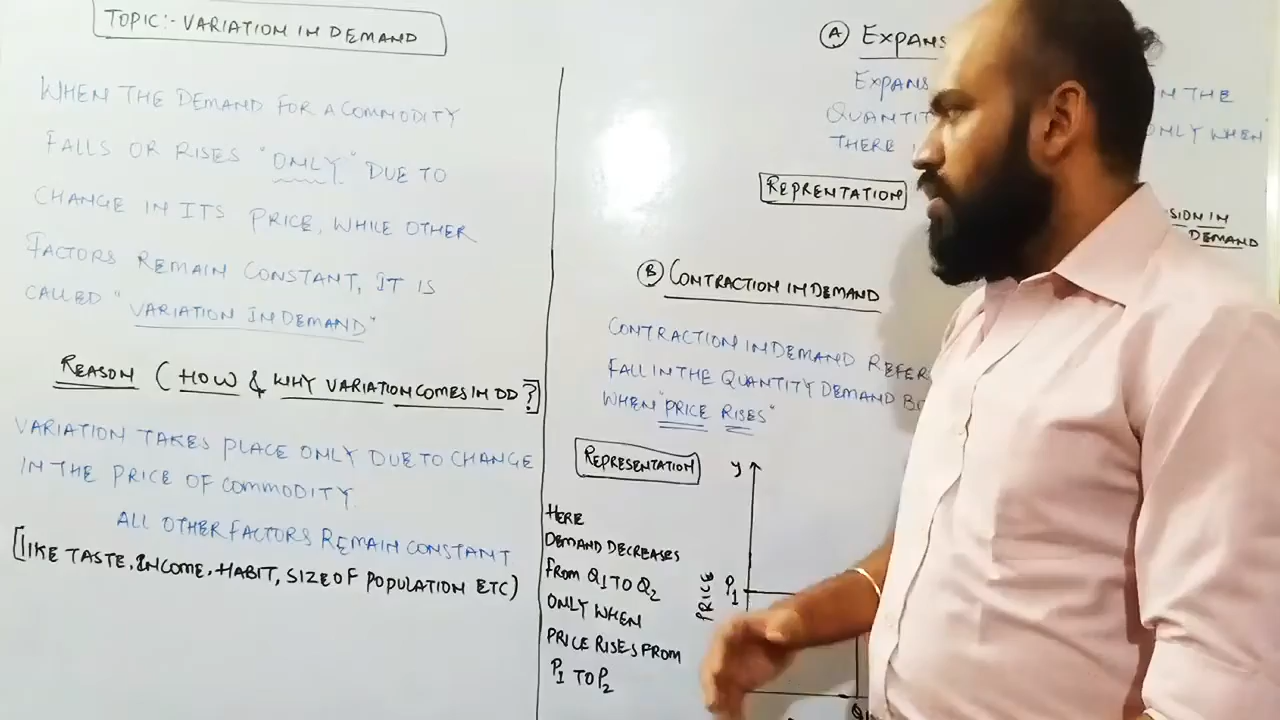 TOPIC:- VARIATION IN DEMAND
WHEN THE DEMAND FOR A COMMODITY
FALLS OR RISES "ONLY" DUE TO
CHANGE IN ITS PRICE, WHILE OTHER
FACTORS REMAIN CONSTANT, IT IS
CALLED "VARIATION IN DEMAND"
REASON (HOW & WHY VARIATION COMES IN DD?
VARIATION TAKES PLACE ONLY DUE TO CHANGE
IN THE PRICE OF COMMODITY
ALL OTHER FACTORS REMAIN CONSTANT
[LIKE TASTE, INCOME, HABIT, SIZE OF POPULATION ETC)
A EXPANS
EXPANS IN THE
QUANTIT ONLY WHEN
THERE
REPRENTATION
SION IN
DEMAND
B CONTRACTION IN DEMAND
CONTRACTION IN DEMAND REFER
FALL IN THE QUANTITY DEMAND
WHEN "PRICE RISES"
REPRESENTATION
HERE
DEMAND DECREASES
FROM Q1 TO Q2
ONLY WHEN
PRICE RISES FROM
P1 TO P2
Y
PRICE
P1
Q1